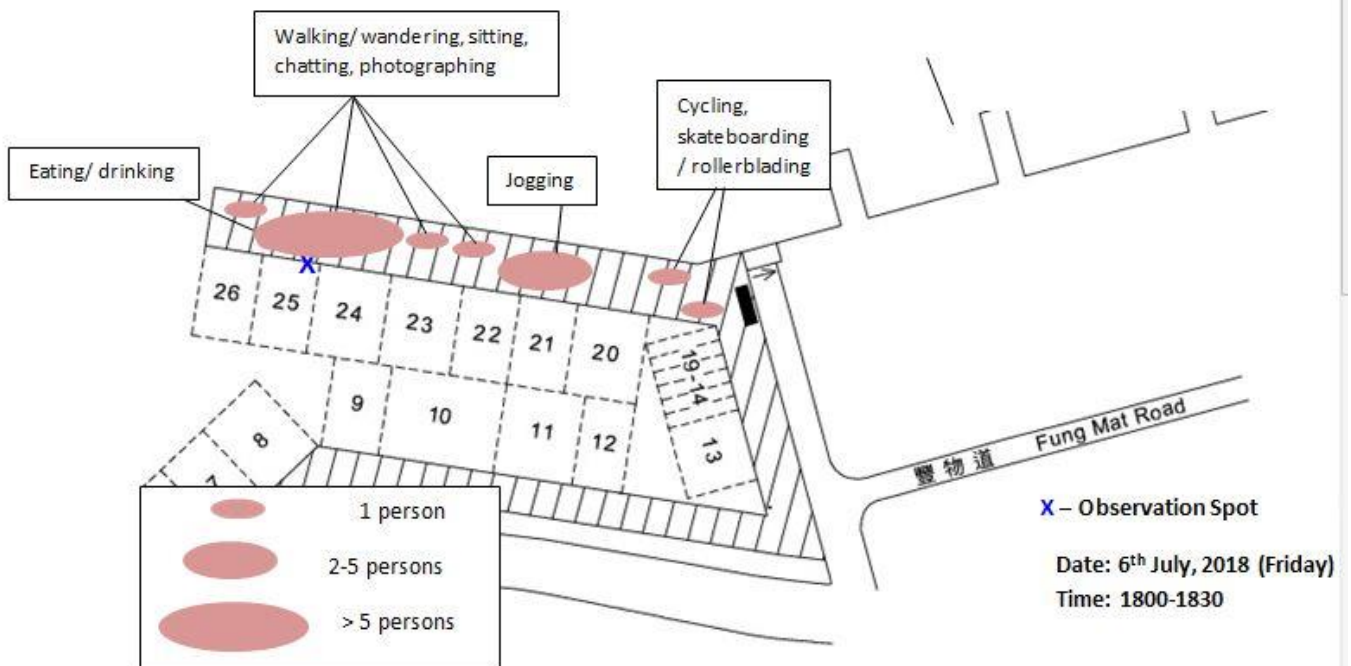 Walking/ wandering, sitting,
chatting, photographing
Cycling,
skateboarding
/ rollerblading
Eating/ drinking
Jogging
26
25
24
23
22
21
20
19-14
13
9
10
11
12
8
7
豐物道 Fung Mat Road
1 person
2-5 persons
> 5 persons
X – Observation Spot
Date: 6th July, 2018 (Friday)
Time: 1800-1830